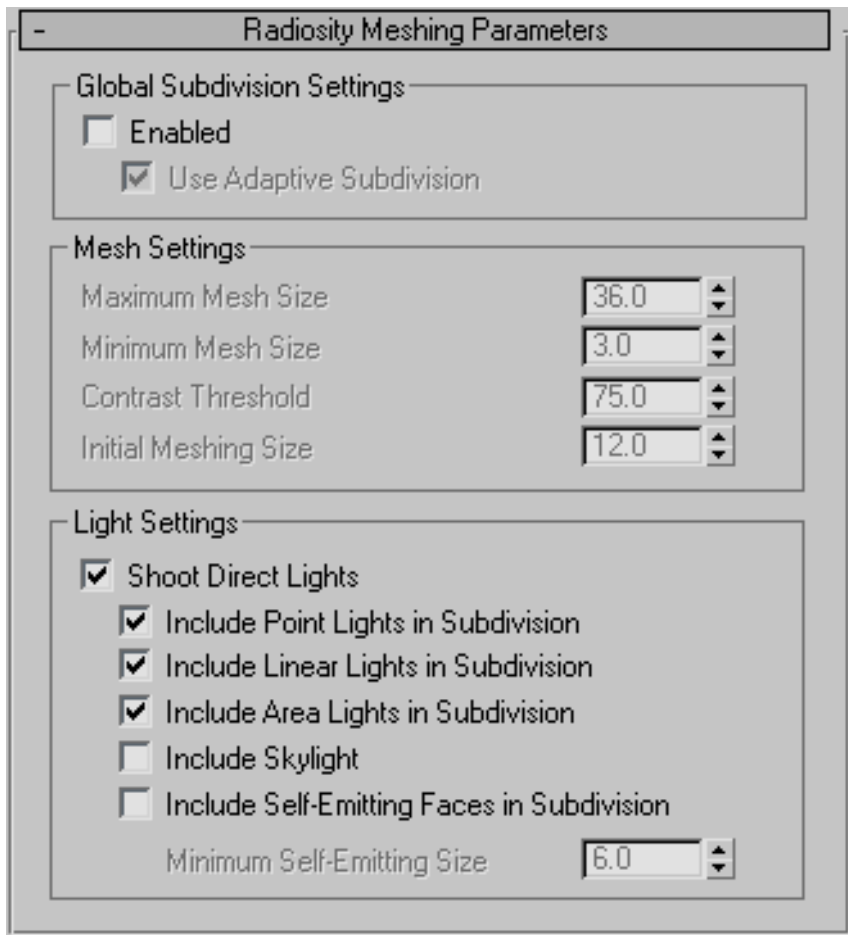 - Radiosity Meshing Parameters
Global Subdivision Settings
Enabled
Use Adaptive Subdivision
Mesh Settings
Maximum Mesh Size 36.0
Minimum Mesh Size 3.0
Contrast Threshold 75.0
Initial Meshing Size 12.0
Light Settings
Shoot Direct Lights
Include Point Lights in Subdivision
Include Linear Lights in Subdivision
Include Area Lights in Subdivision
Include Skylight
Include Self-Emitting Faces in Subdivision
Minimum Self-Emitting Size 6.0